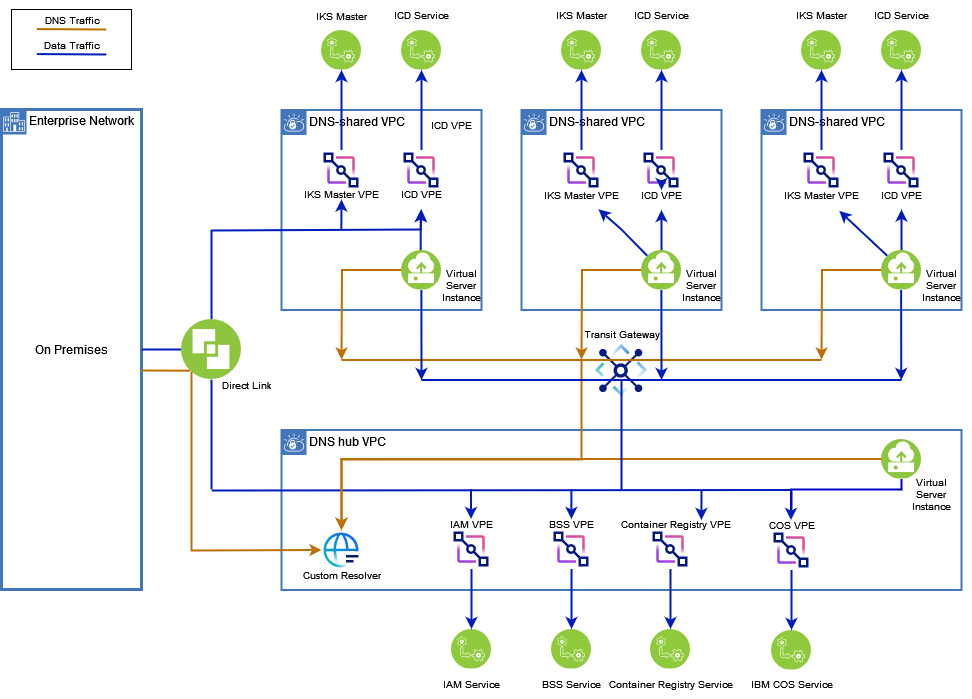 DNS Traffic
Data Traffic
IKS Master
ICD Service
IKS Master
ICD Service
IKS Master
ICD Service
Enterprise Network
DNS-shared VPC
ICD VPE
DNS-shared VPC
DNS-shared VPC
IKS Master VPE
ICD VPE
IKS Master VPE
ICD VPE
IKS Master VPE
ICD VPE
Virtual
Server
Instance
Virtual
Server
Instance
Virtual
Server
Instance
On Premises
Direct Link
Transit Gateway
DNS hub VPC
Virtual
Server
Instance
IAM VPE
BSS VPE
Container Registry VPE
COS VPE
Custom Resolver
IAM Service
BSS Service
Container Registry Service
IBM COS Service